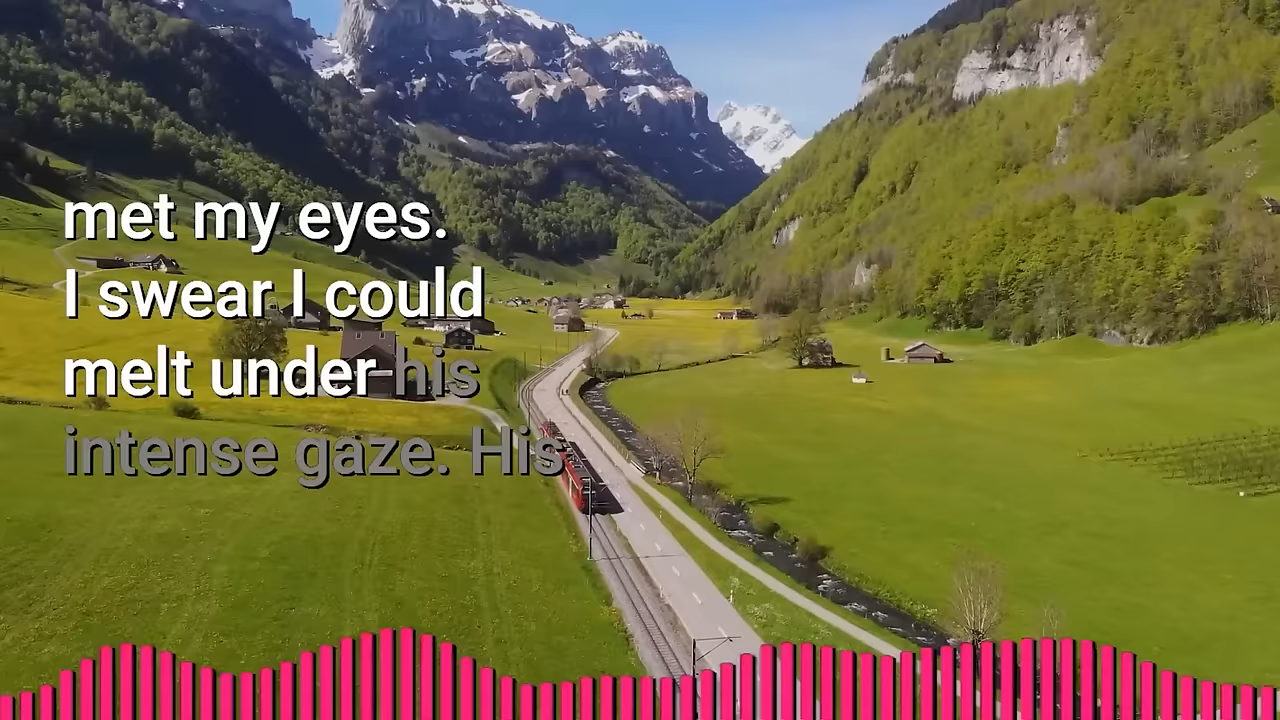 met my eyes.
I swear I could
melt under his
intense gaze. His